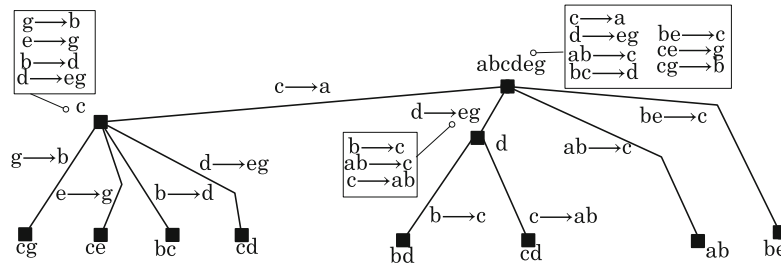 g→b
e→g
b→d
d→eg
c
c→a
abcdeg
c→a
d→eg
ab→c
bc→d
be→c
ce→g
cg→b
d→eg
b→c
ab→c
c→ab
d
be→c
ab→c
g→b
e→g
b→d
d→eg
b→c
c→ab
cg
ce
bc
cd
bd
cd
ab
be